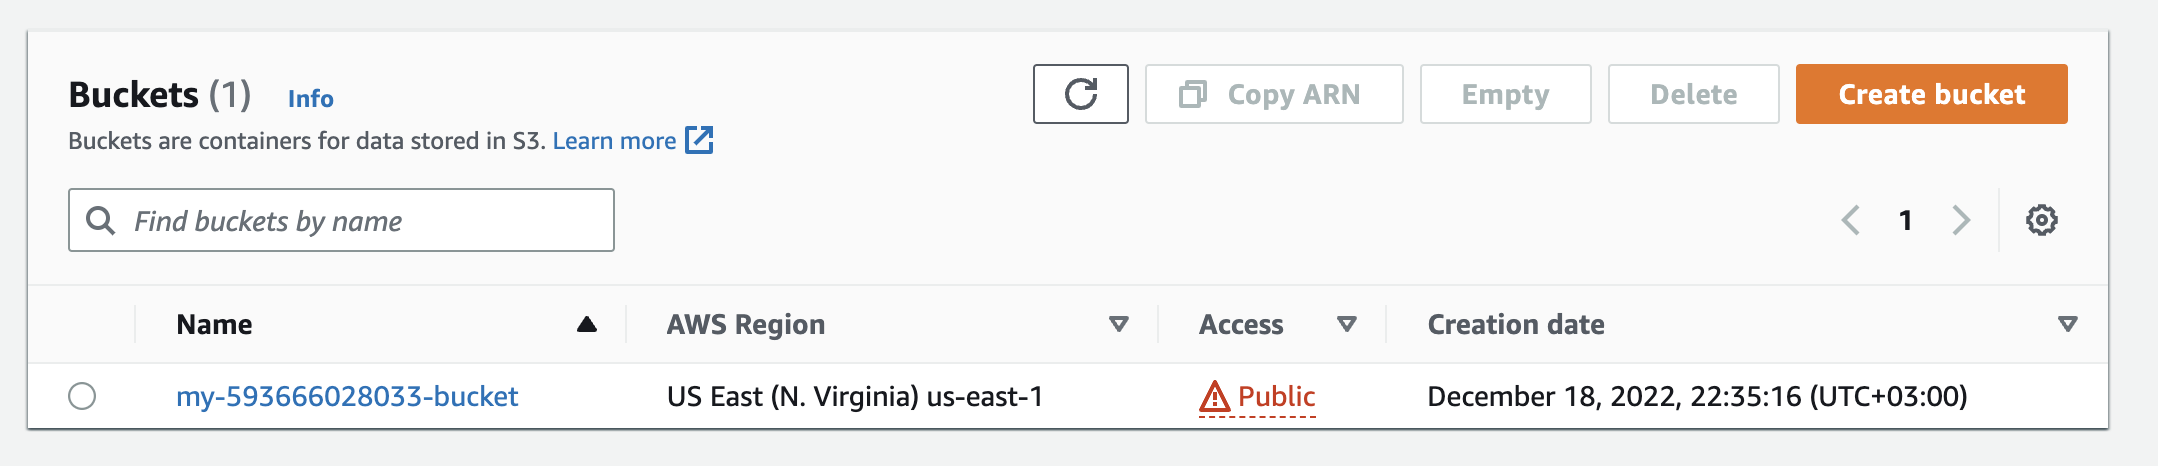 Buckets (1) Info
Copy ARN Empty Delete Create bucket
Buckets are containers for data stored in S3. Learn more
Find buckets by name
1
Name AWS Region Access Creation date
my-593666028033-bucket US East (N. Virginia) us-east-1 Public December 18, 2022, 22:35:16 (UTC+03:00)